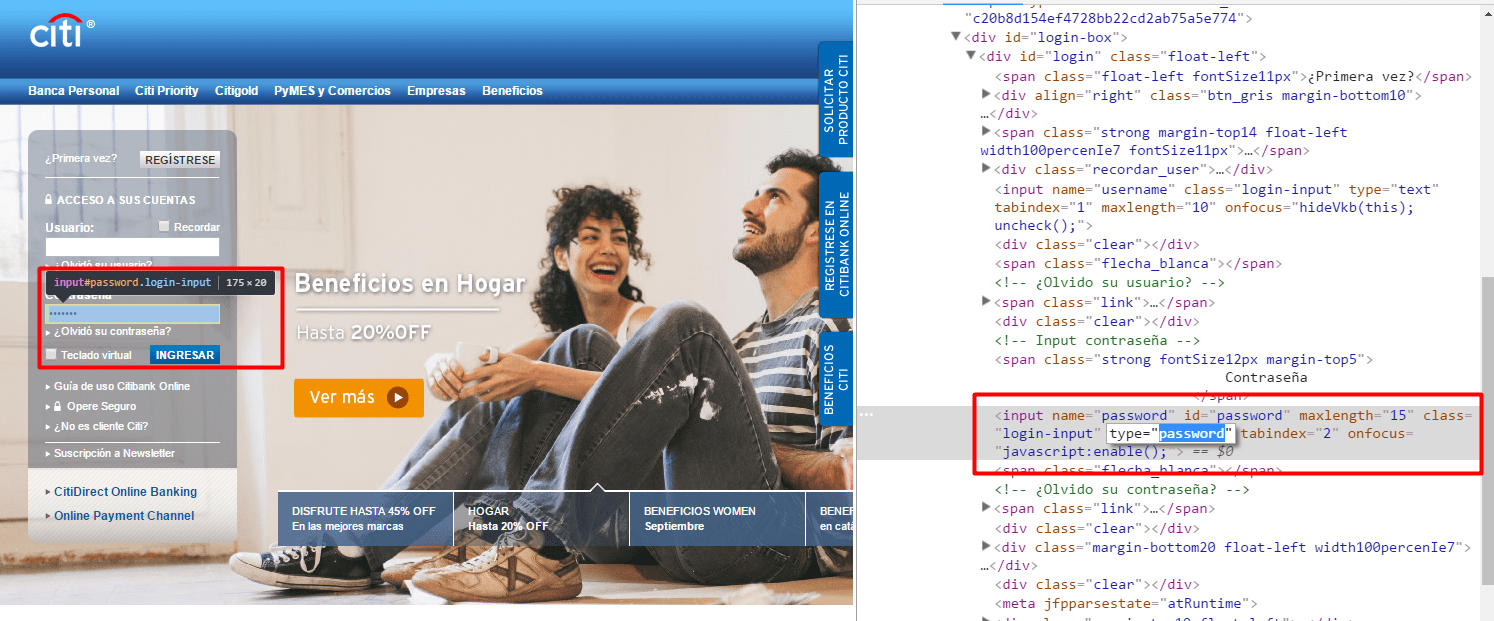 citi®
Banca Personal Citi Priority Citigold PyMES y Comercios Empresas Beneficios
SOLICITAR
PRODUCTO CITI
REGÍSTRESE EN
CITIBANK ONLINE
BENEFICIOS
CITI
¿Primera vez? REGÍSTRESE
ACCESO A SUS CUENTAS
Usuario: Recordar
¿Olvidó su usuario?
input#password.login-input 175 × 20
Contraseña
•••••••
¿Olvidó su contraseña?
Teclado virtual INGRESAR
Guía de uso Citibank Online
Opere Seguro
¿No es cliente Citi?
Suscripción a Newsletter
CitiDirect Online Banking
Online Payment Channel
Beneficios en Hogar
Hasta 20%OFF
Ver más
DISFRUTE HASTA 45% OFF
En las mejores marcas
HOGAR
Hasta 20% OFF
BENEFICIOS WOMEN
Septiembre
BENEF
en catá
"c20b8d154ef4728bb22cd2ab75a5e774">
<div id="login-box">
<div id="login" class="float-left">
<span class="float-left fontSize11px">¿Primera vez?</span>
<div align="right" class="btn_gris margin-bottom10">
…</div>
<span class="strong margin-top14 float-left
width100percenIe7 fontSize11px">…</span>
<div class="recordar_user">…</div>
<input name="username" class="login-input" type="text"
tabindex="1" maxlength="10" onfocus="hideVkb(this);
uncheck();">
<div class="clear"></div>
<span class="flecha_blanca"></span>
<!-- ¿Olvido su usuario? -->
<span class="link">…</span>
<div class="clear"></div>
<!-- Input contraseña -->
<span class="strong fontSize12px margin-top5">
Contraseña
</span>
<input name="password" id="password" maxlength="15" class=
"login-input" type="password" tabindex="2" onfocus=
"javascript:enable(); > == $0
<span class="flecha_blanca"></span>
<!-- ¿Olvido su contraseña? -->
<span class="link">…</span>
<div class="clear"></div>
<div class="margin-bottom20 float-left width100percenIe7">
…</div>
<div class="clear"></div>
<meta jfpparsestate="atRuntime">